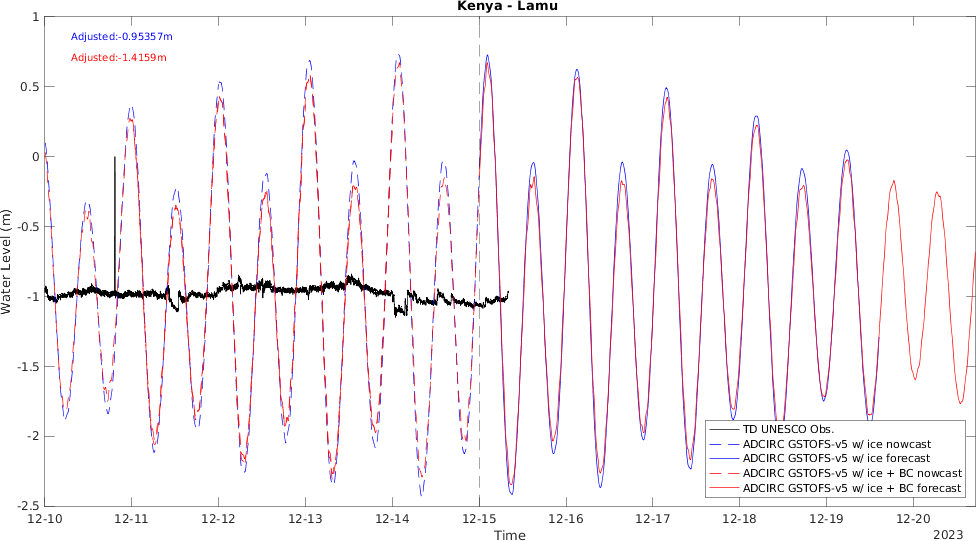 Kenya - Lamu
Adjusted:-0.95357m
Adjusted:-1.4159m
Water Level (m)
1
0.5
0
-0.5
-1
-1.5
-2
-2.5
TD UNESCO Obs.
ADCIRC GSTOFS-v5 w/ ice nowcast
ADCIRC GSTOFS-v5 w/ ice forecast
ADCIRC GSTOFS-v5 w/ ice + BC nowcast
ADCIRC GSTOFS-v5 w/ ice + BC forecast
12-10 12-11 12-12 12-13 12-14 12-15 12-16 12-17 12-18 12-19 12-20
Time
2023